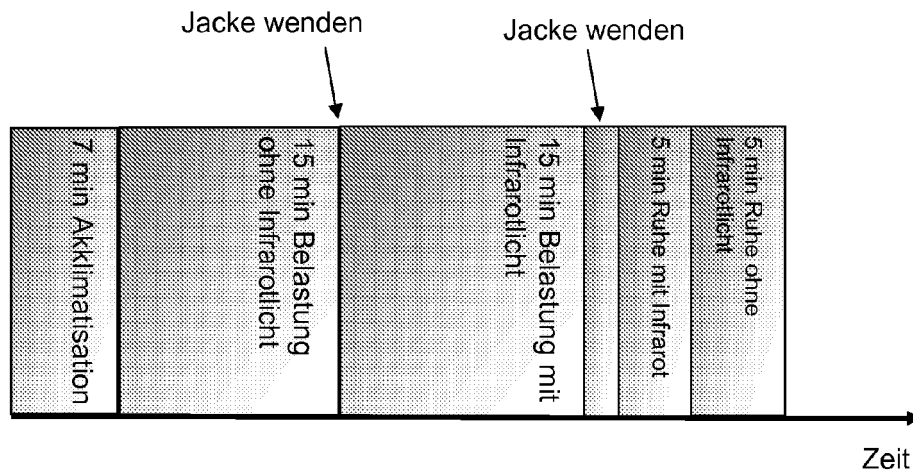 Jacke wenden
Jacke wenden
7 min Akklimatisation
15 min Belastung
ohne Infrarotlicht
15 min Belastung mit
Infrarotlicht
5 min Ruhe mit Infrarot
5 min Ruhe ohne
Infrarotlicht
Zeit